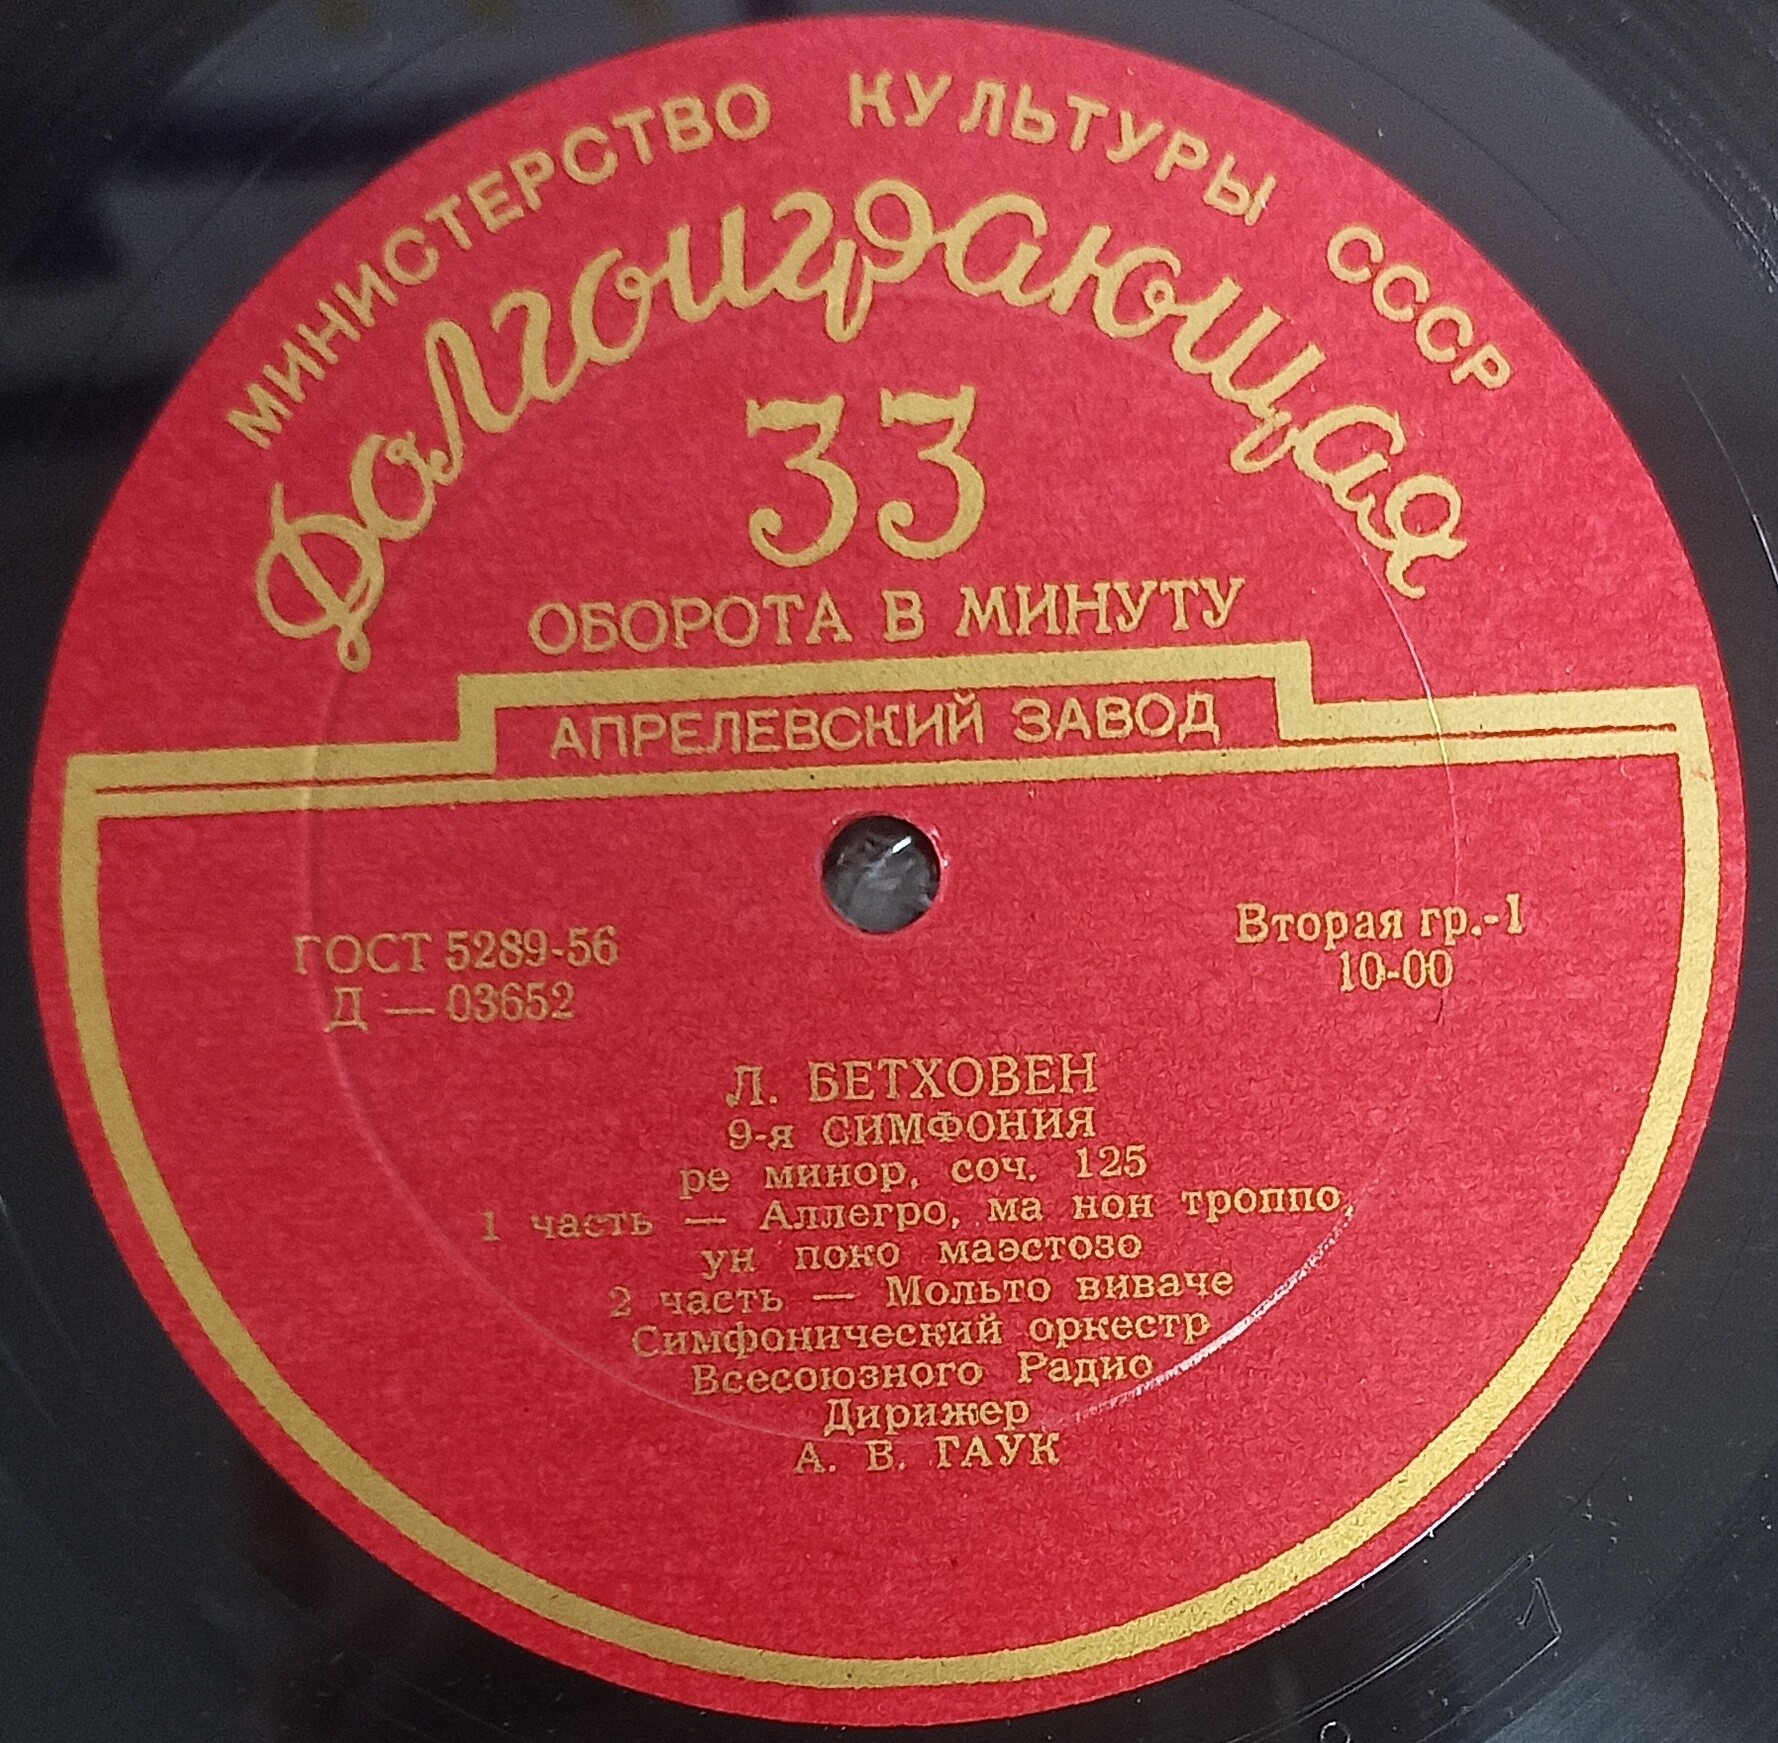 МИНИСТЕРСТВО КУЛЬТУРЫ СССР
Долгоиграющая
33
ОБОРОТА В МИНУТУ
АПРЕЛЕВСКИЙ ЗАВОД
ГОСТ 5289-56
Д — 03652
Вторая гр.-1
10-00
Л. БЕТХОВЕН
9-я СИМФОНИЯ
ре минор, соч. 125
1 часть — Аллегро, ма нон троппо,
ун поко маэстозо
2 часть — Мольто виваче
Симфонический оркестр
Всесоюзного Радио
Дирижер
А. В. ГАУК